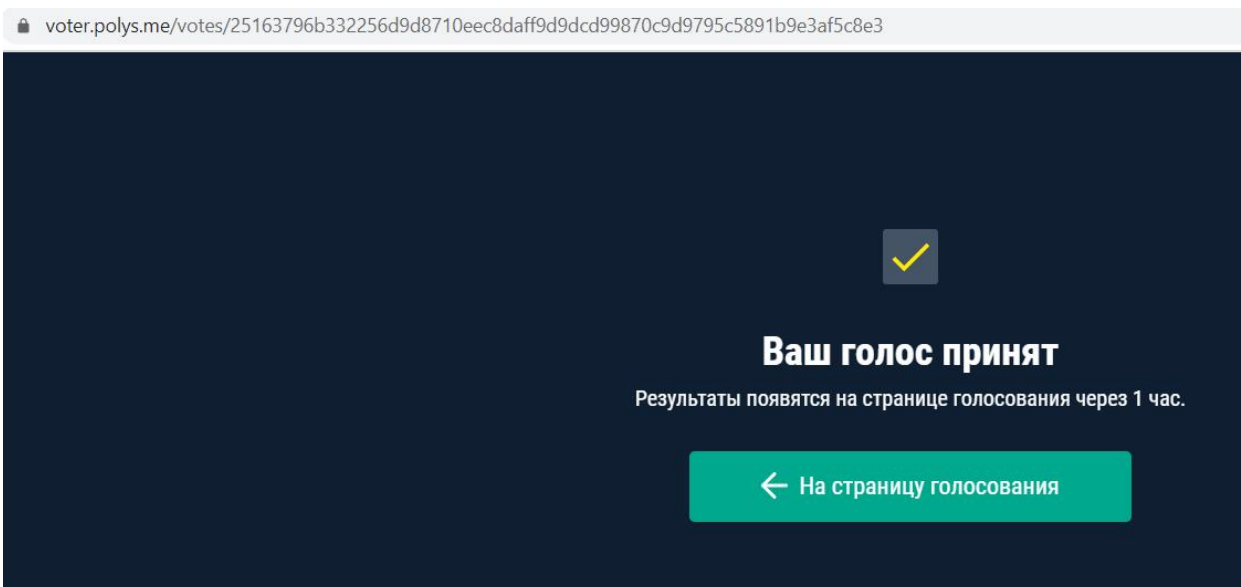 voter.polys.me/votes/25163796b332256d9d8710eec8daff9d9dcd99870c9d9795c5891b9e3af5c8e3
Ваш голос принят
Результаты появятся на странице голосования через 1 час.
На страницу голосования